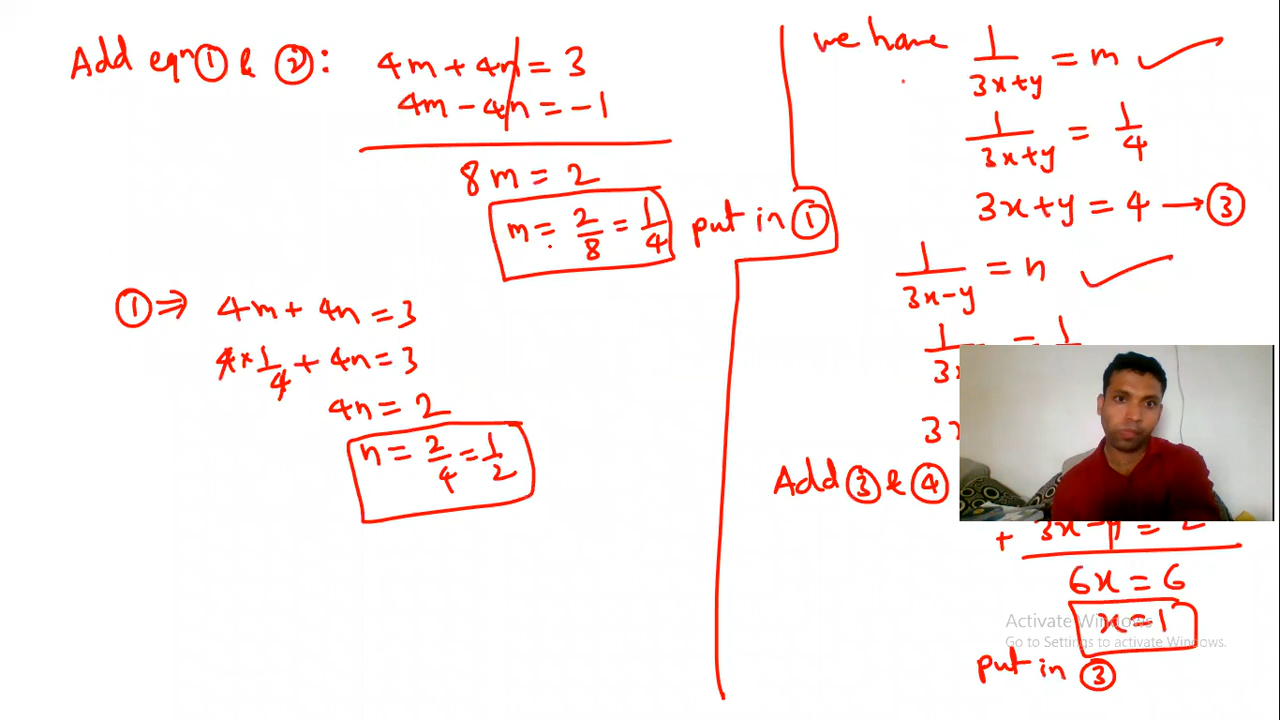 Add eqn ① & ②:
4m + 4n = 3
4m - 4n = -1
8m = 2
m = 2/8 = 1/4 put in ①
① ⇒ 4m + 4n = 3
4 × 1/4 + 4n = 3
4n = 2
n = 2/4 = 1/2
we have 1/(3x+y) = m
1/(3x+y) = 1/4
3x + y = 4 → ③
1/(3x-y) = n
Add ③ & ④
+ 3x - y = 2
6x = 6
x = 1
put in ③
Activate Windows
Go to Settings to activate Windows.